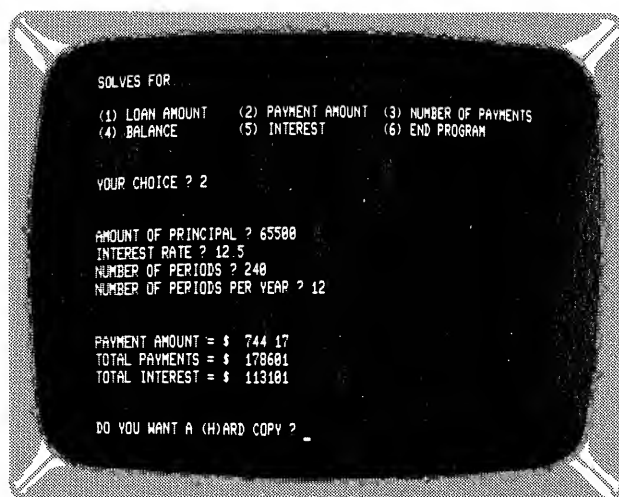 SOLVES FOR...
(1) LOAN AMOUNT (2) PAYMENT AMOUNT (3) NUMBER OF PAYMENTS
(4) BALANCE (5) INTEREST (6) END PROGRAM
YOUR CHOICE ? 2
AMOUNT OF PRINCIPAL ? 65500
INTEREST RATE ? 12.5
NUMBER OF PERIODS ? 240
NUMBER OF PERIODS PER YEAR ? 12
PAYMENT AMOUNT = $ 744.17
TOTAL PAYMENTS = $ 178601
TOTAL INTEREST = $ 113101
DO YOU WANT A (H)ARD COPY ? _